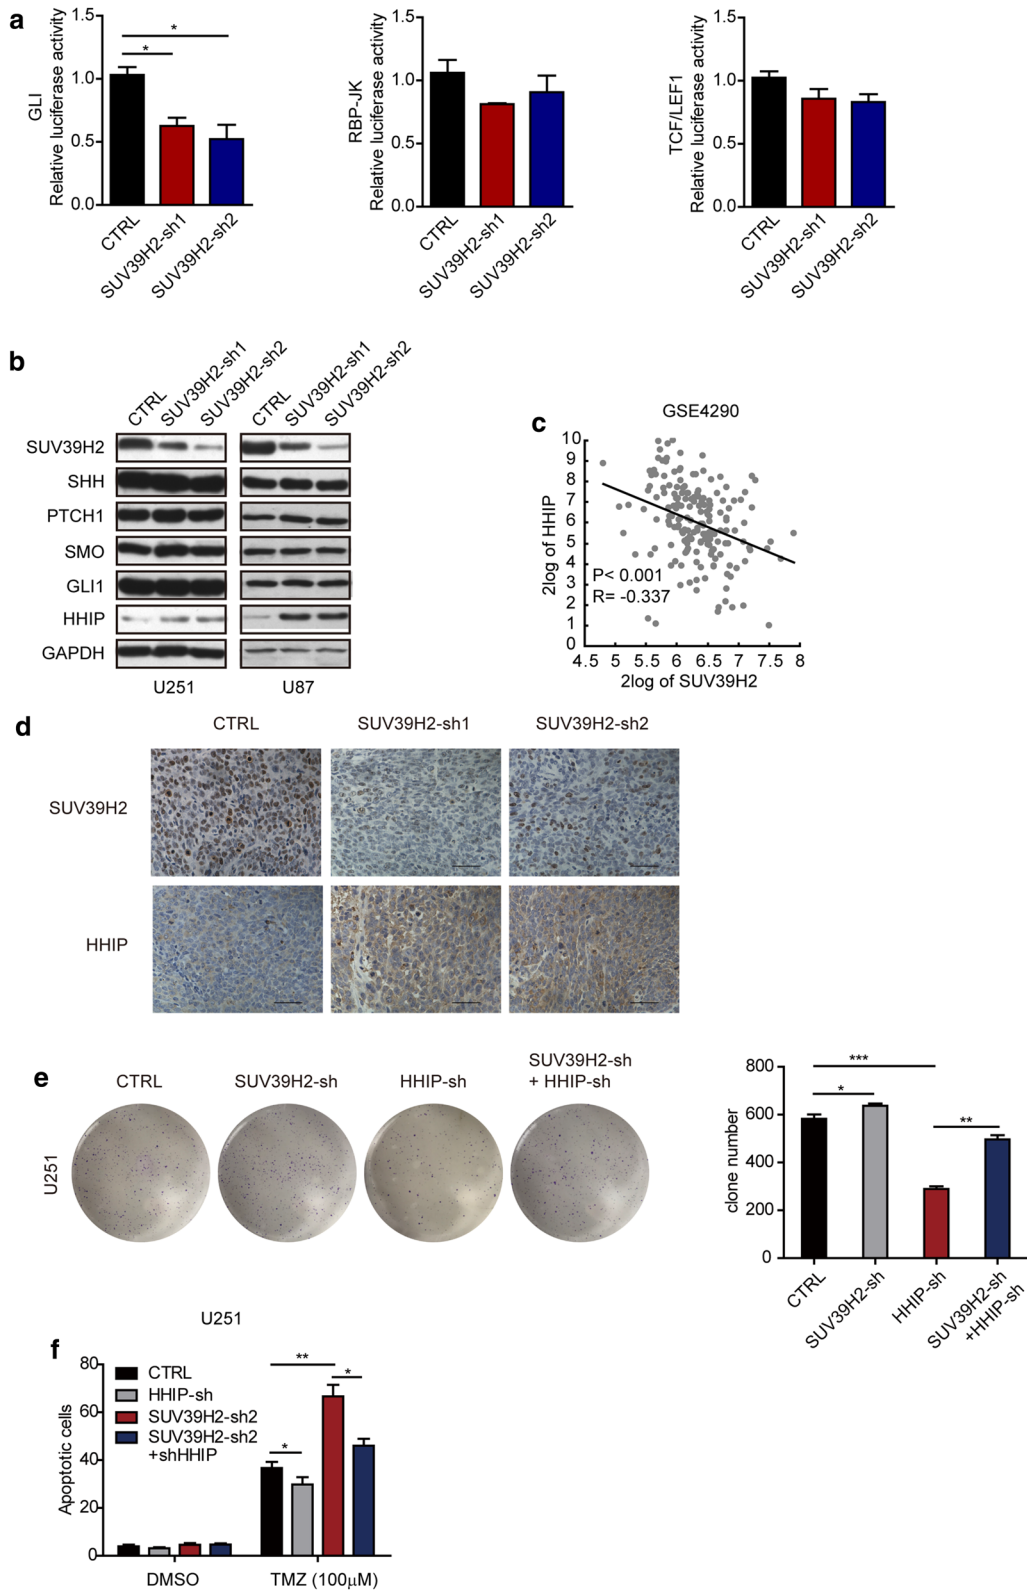 a
GLI
Relative luciferase activity
1.5
1.0
0.5
0.0
*
*
CTRL
SUV39H2-sh1
SUV39H2-sh2
RBP-JK
Relative luciferase activity
1.5
1.0
0.5
0.0
CTRL
SUV39H2-sh1
SUV39H2-sh2
TCF/LEF1
Relative luciferase activity
1.5
1.0
0.5
0.0
CTRL
SUV39H2-sh1
SUV39H2-sh2
b
CTRL
SUV39H2-sh1
SUV39H2-sh2
CTRL
SUV39H2-sh1
SUV39H2-sh2
SUV39H2
SHH
PTCH1
SMO
GLI1
HHIP
GAPDH
U251
U87
c
GSE4290
2log of HHIP
10
9
8
7
6
5
4
3
2
1
0
P< 0.001
R= -0.337
4.5 5 5.5 6 6.5 7 7.5 8
2log of SUV39H2
d
CTRL
SUV39H2-sh1
SUV39H2-sh2
SUV39H2
HHIP
e
CTRL
SUV39H2-sh
HHIP-sh
SUV39H2-sh
+ HHIP-sh
U251
clone number
800
600
400
200
0
***
*
**
CTRL
SUV39H2-sh
HHIP-sh
SUV39H2-sh
+HHIP-sh
f
U251
Apoptotic cells
80
60
40
20
0
CTRL
HHIP-sh
SUV39H2-sh2
SUV39H2-sh2
+shHHIP
**
*
*
DMSO
TMZ (100μM)